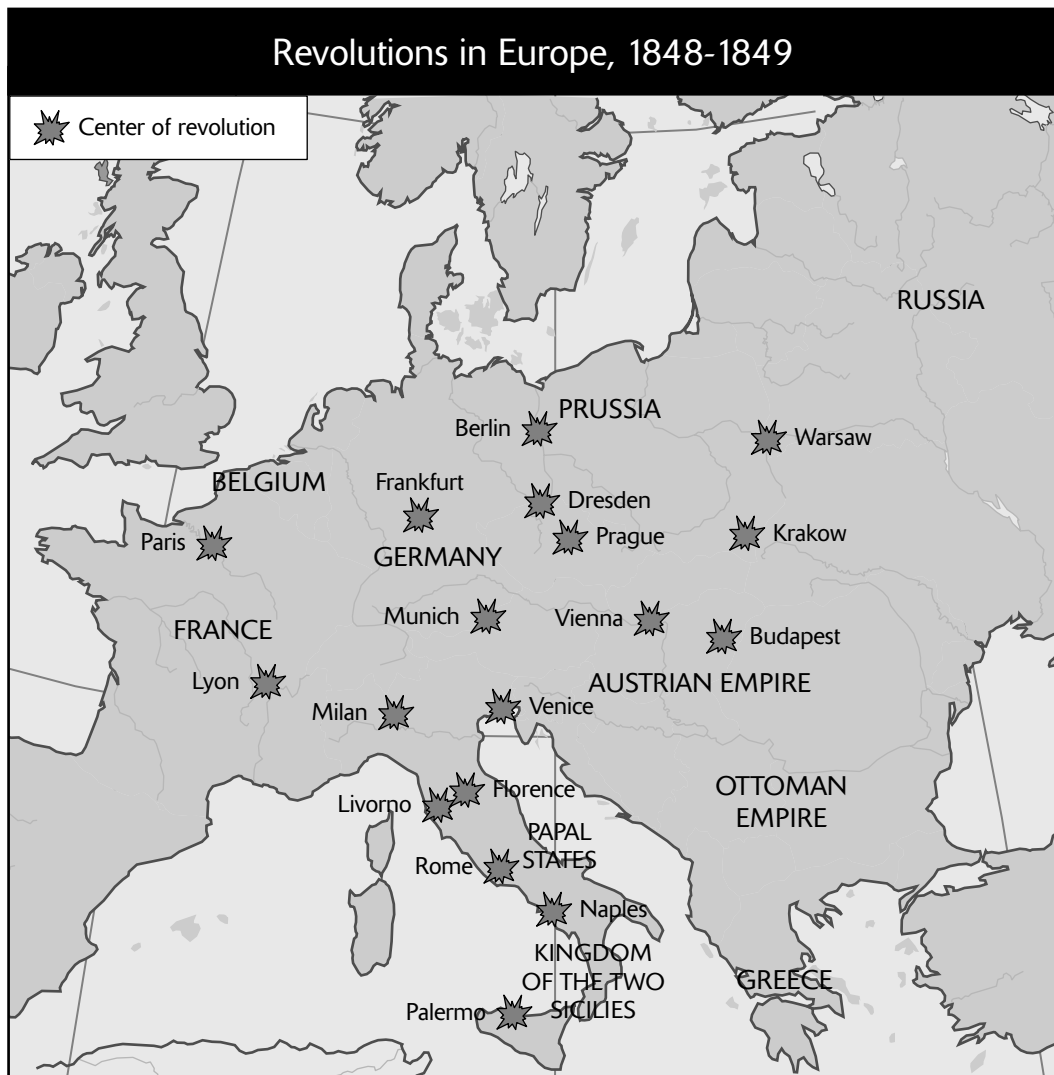 Revolutions in Europe, 1848-1849
Center of revolution
RUSSIA
PRUSSIA
Berlin
Warsaw
BELGIUM
Frankfurt
Dresden
Paris
Prague
Krakow
GERMANY
Munich
Vienna
FRANCE
Budapest
Lyon
AUSTRIAN EMPIRE
Milan
Venice
Florence
OTTOMAN
EMPIRE
Livorno
PAPAL
STATES
Rome
Naples
KINGDOM
OF THE TWO
SICILIES
GREECE
Palermo